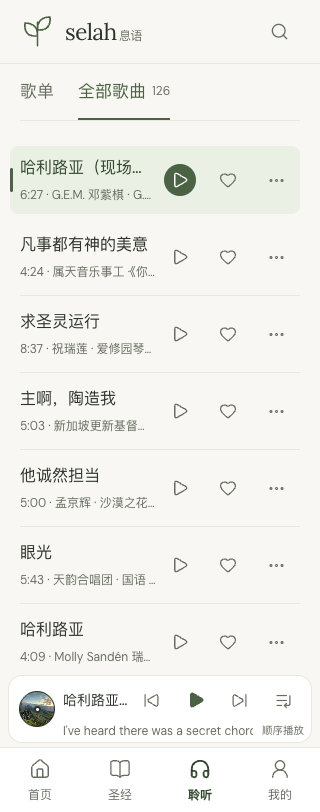 selah 息语
歌单 全部歌曲 126
哈利路亚（现场...
6:27 · G.E.M. 邓紫棋 · G....
凡事都有神的美意
4:24 · 属天音乐事工《你...
求圣灵运行
8:37 · 祝瑞莲 · 爱修园琴...
主啊，陶造我
5:03 · 新加坡更新基督...
他诚然担当
5:00 · 孟京辉 · 沙漠之花...
眼光
5:43 · 天韵合唱团 · 国语 ...
哈利路亚
4:09 · Molly Sandén 瑞...
哈利路亚...
I've heard there was a secret chord 顺序播放
首页 圣经 聆听 我的